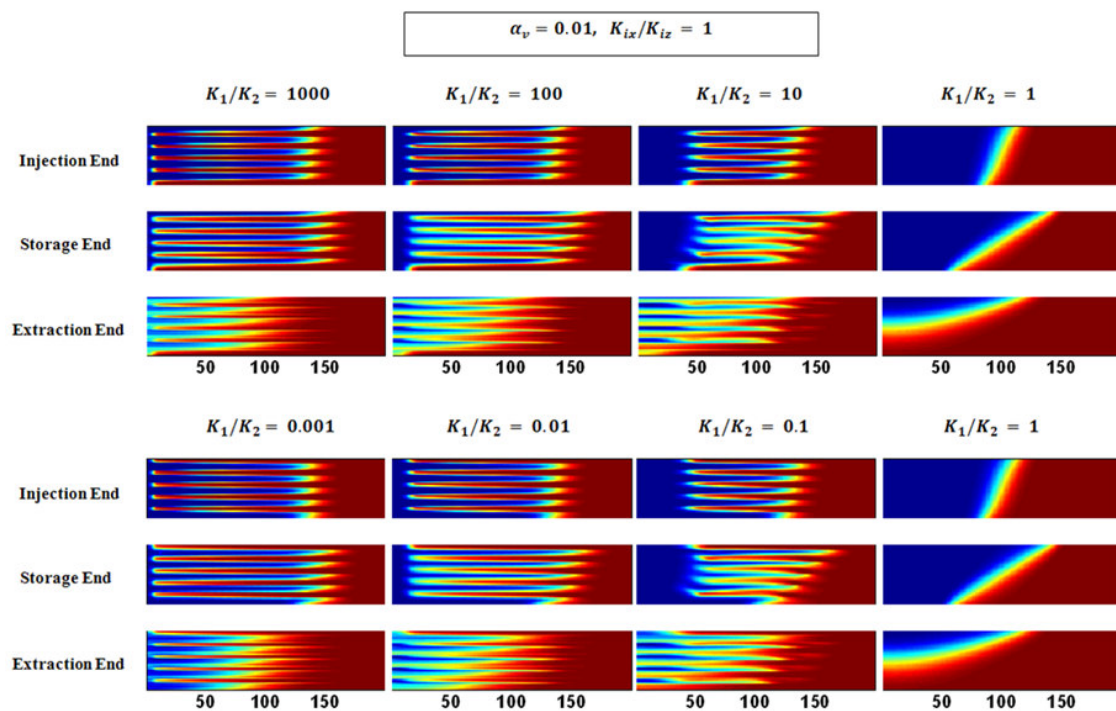 α_v = 0.01, K_ix/K_iz = 1
K_1/K_2 = 1000 K_1/K_2 = 100 K_1/K_2 = 10 K_1/K_2 = 1
Injection End
Storage End
Extraction End
50 100 150 50 100 150 50 100 150 50 100 150
K_1/K_2 = 0.001 K_1/K_2 = 0.01 K_1/K_2 = 0.1 K_1/K_2 = 1
Injection End
Storage End
Extraction End
50 100 150 50 100 150 50 100 150 50 100 150